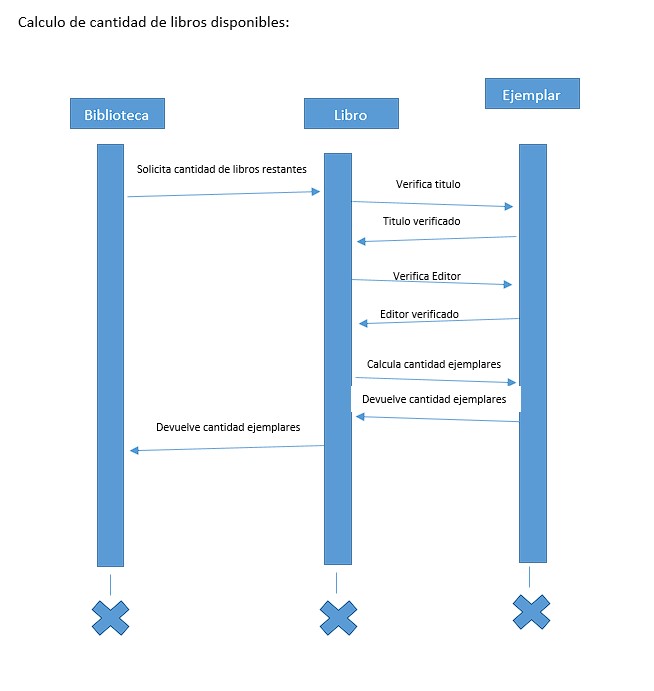 Calculo de cantidad de libros disponibles:
Biblioteca
Libro
Ejemplar
Solicita cantidad de libros restantes
Verifica titulo
Titulo verificado
Verifica Editor
Editor verificado
Calcula cantidad ejemplares
Devuelve cantidad ejemplares
Devuelve cantidad ejemplares